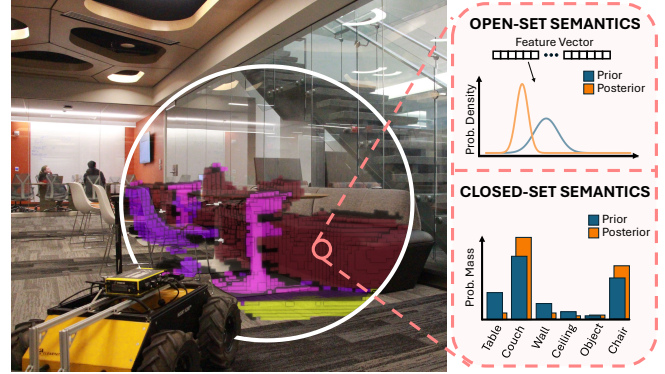 OPEN-SET SEMANTICS
Feature Vector
Prior
Posterior
Prob. Density
CLOSED-SET SEMANTICS
Prior
Posterior
Prob. Mass
Table
Couch
Wall
Ceiling
Object
Chair